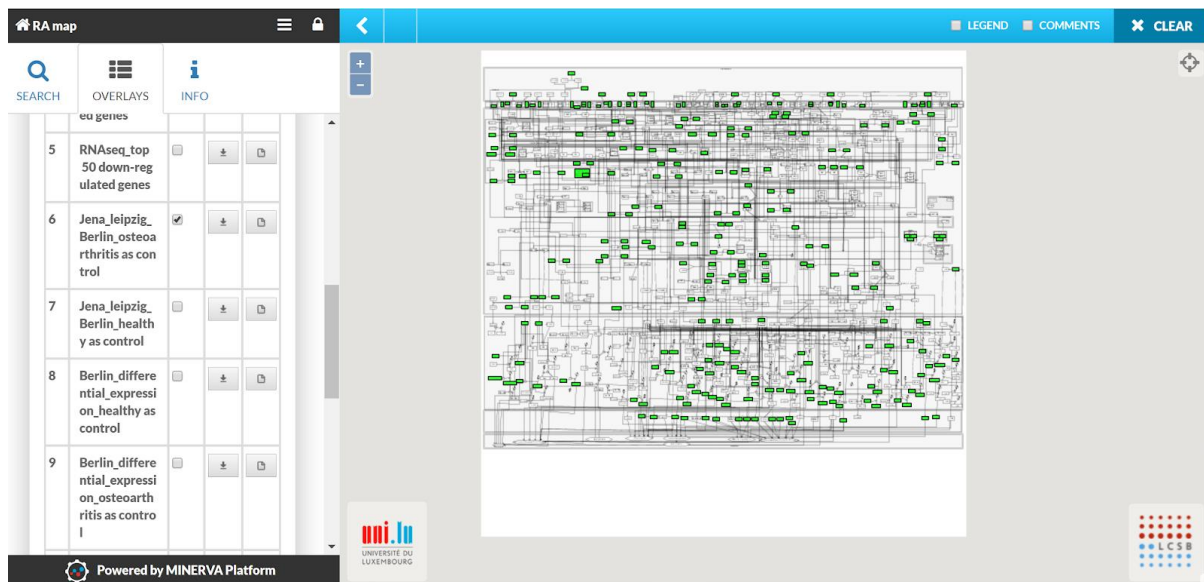 RA map
LEGEND
COMMENTS
CLEAR
SEARCH
OVERLAYS
INFO
ed genes
5
RNAseq_top
50 down-reg
ulated genes
6
Jena_leipzig_
Berlin_osteoa
rthritis as con
trol
7
Jena_leipzig_
Berlin_health
y as control
8
Berlin_differe
ntial_expressi
on_healthy as
control
9
Berlin_differe
ntial_expressi
on_osteoarth
ritis as contro
l
Powered by MINERVA Platform
uni.lu
UNIVERSITÉ DU
LUXEMBOURG
LCSB